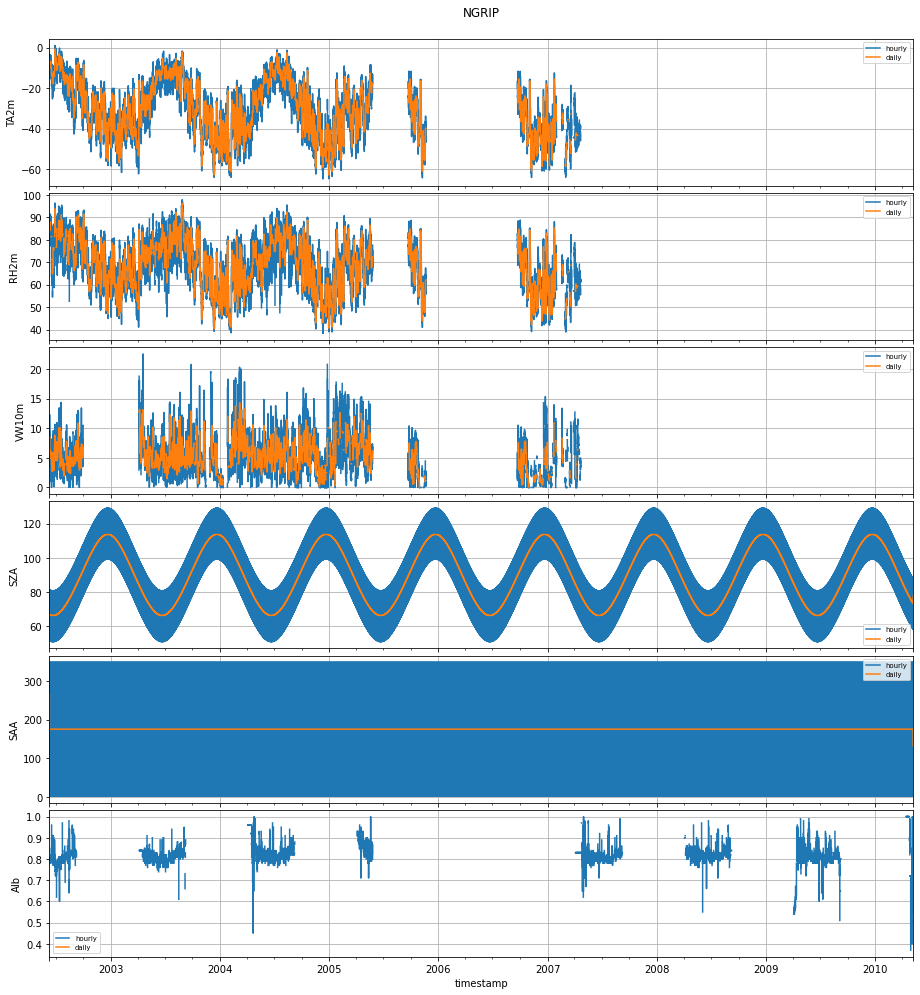 NGRIP
0
−20
−40
−60
TA2m
hourly
daily
100
90
80
70
60
50
40
RH2m
hourly
daily
20
15
10
5
0
VW10m
hourly
daily
120
100
80
60
SZA
hourly
daily
300
200
100
0
SAA
hourly
daily
1.0
0.9
0.8
0.7
0.6
0.5
0.4
Alb
hourly
daily
2003 2004 2005 2006 2007 2008 2009 2010
timestamp